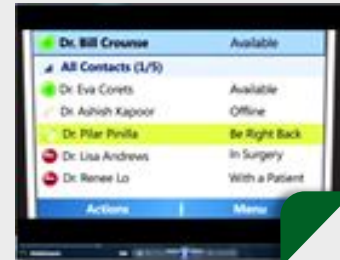 Dr. Bill Crounse Available
All Contacts (1/5)
Dr. Eva Corets Available
Dr. Ashish Kapoor Offline
Dr. Pilar Pinilla Be Right Back
Dr. Lisa Andrews In Surgery
Dr. Renee Lo With a Patient
Actions Menu